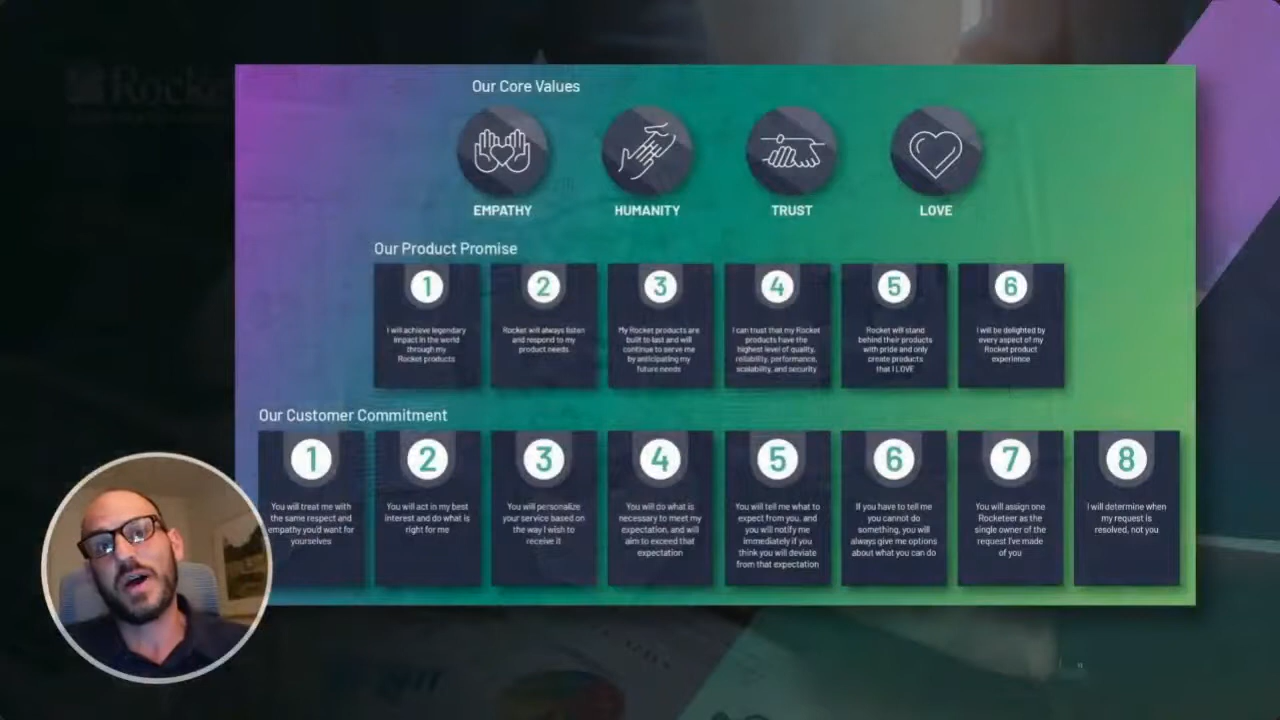 Rocke
Our Core Values
EMPATHY
HUMANITY
TRUST
LOVE
Our Product Promise
1
I will achieve legendary
impact in the world
through my
Rocket products
2
Rocket will always listen
and respond to my
product needs
3
My Rocket products are
built to last and will
continue to serve me
by anticipating my
future needs
4
I can trust that my Rocket
products have the
highest level of quality,
reliability, performance,
scalability, and security
5
Rocket will stand
behind their products
with pride and only
create products
that I LOVE
6
I will be delighted by
every aspect of my
Rocket product
experience
Our Customer Commitment
1
You will treat me with
the same respect and
empathy you'd want for
yourselves
2
You will act in my best
interest and do what is
right for me
3
You will personalize
your service based on
the way I wish to
receive it
4
You will do what is
necessary to meet my
expectation, and will
aim to exceed that
expectation
5
You will tell me what to
expect from you, and
you will notify me
immediately if you
think you will deviate
from that expectation
6
If you have to tell me
you cannot do
something, you will
always give me options
about what you can do
7
You will assign one
Rocketeer as the
single owner of the
request I've made
of you
8
I will determine when
my request is
resolved, not you